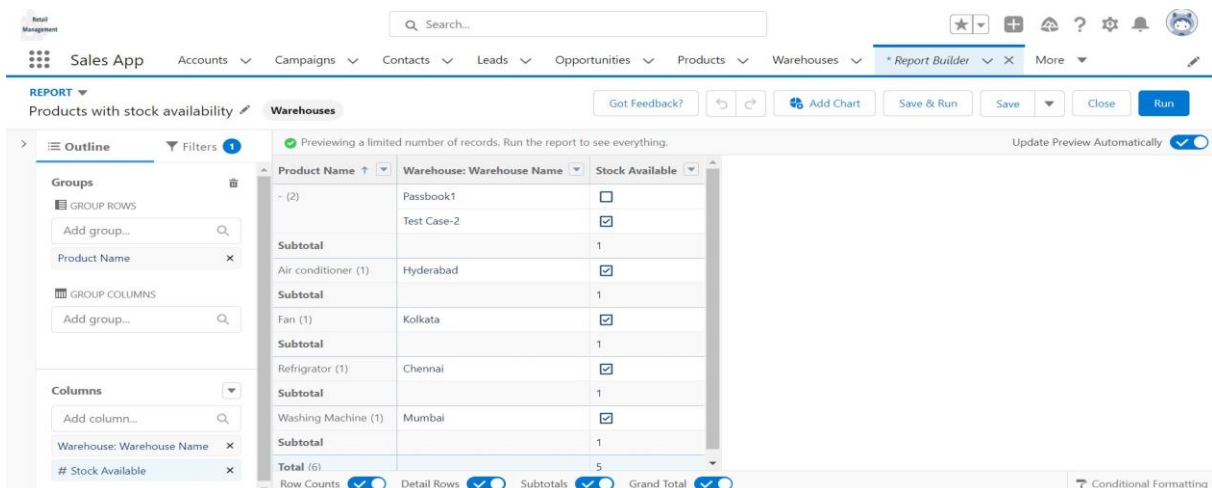 Retail
Management
Search...
Sales App Accounts Campaigns Contacts Leads Opportunities Products Warehouses * Report Builder More
REPORT
Products with stock availability Warehouses Got Feedback? Add Chart Save & Run Save Close Run
Outline Filters 1 Previewing a limited number of records. Run the report to see everything. Update Preview Automatically
Product Name Warehouse: Warehouse Name Stock Available
Groups
GROUP ROWS
Add group...
Product Name
GROUP COLUMNS
Add group...
Columns
Add column...
Warehouse: Warehouse Name
# Stock Available
- (2) Passbook1
Test Case-2
Subtotal 1
Air conditioner (1) Hyderabad
Subtotal 1
Fan (1) Kolkata
Subtotal 1
Refrigrator (1) Chennai
Subtotal 1
Washing Machine (1) Mumbai
Subtotal 1
Total (6) 5
Row Counts Detail Rows Subtotals Grand Total Conditional Formatting